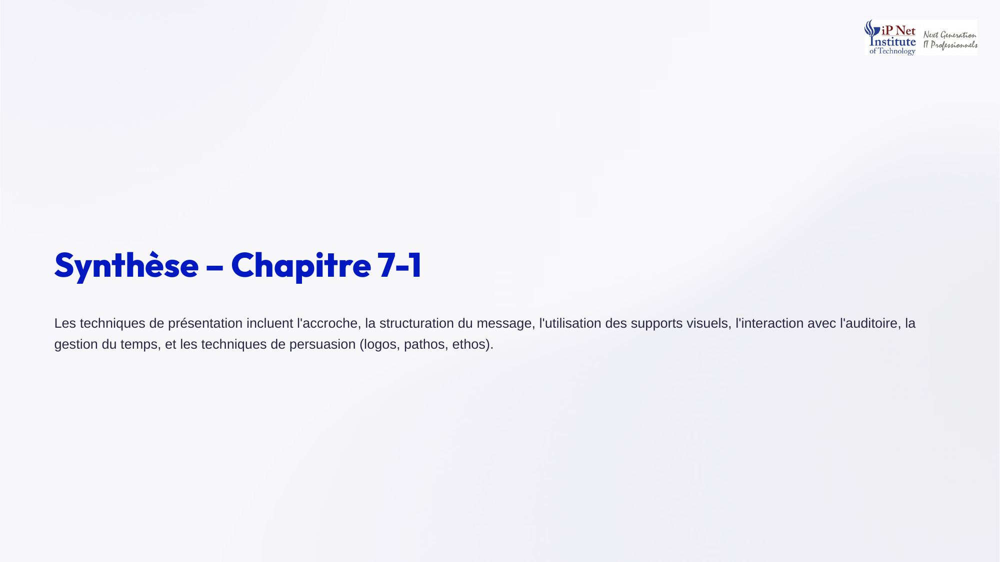 iP Net
Institute
of Technology
Next Generation
IT Professionnels
Synthèse – Chapitre 7-1
Les techniques de présentation incluent l'accroche, la structuration du message, l'utilisation des supports visuels, l'interaction avec l'auditoire, la
gestion du temps, et les techniques de persuasion (logos, pathos, ethos).